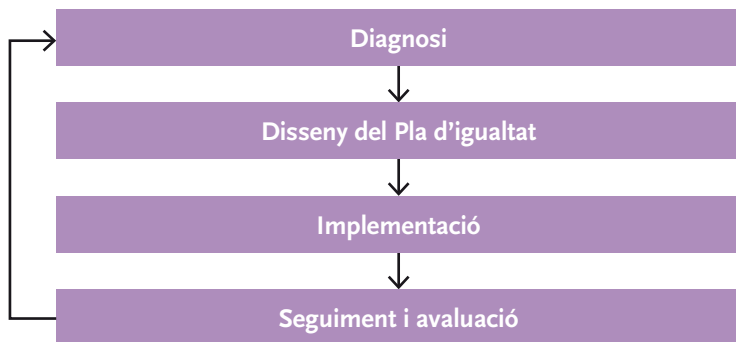 Diagnosi
Disseny del Pla d’igualtat
Implementació
Seguiment i avaluació